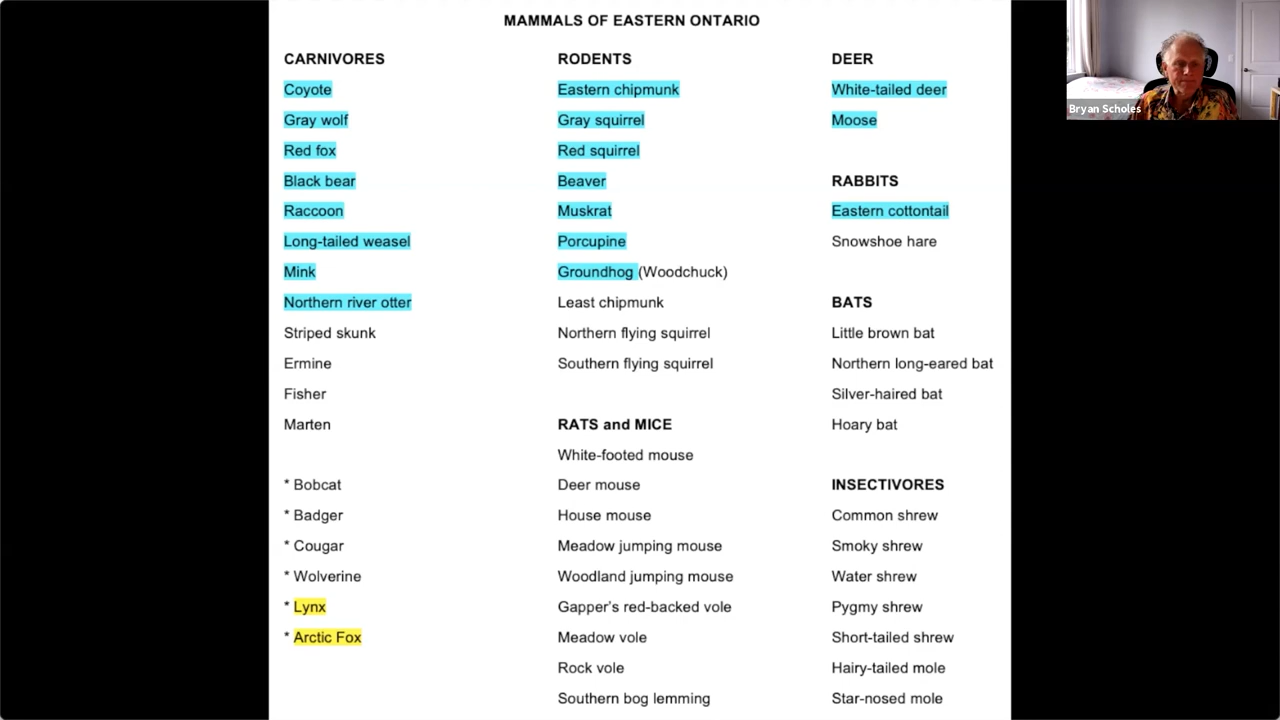 MAMMALS OF EASTERN ONTARIO
CARNIVORES
Coyote
Gray wolf
Red fox
Black bear
Raccoon
Long-tailed weasel
Mink
Northern river otter
Striped skunk
Ermine
Fisher
Marten
* Bobcat
* Badger
* Cougar
* Wolverine
* Lynx
* Arctic Fox
RODENTS
Eastern chipmunk
Gray squirrel
Red squirrel
Beaver
Muskrat
Porcupine
Groundhog (Woodchuck)
Least chipmunk
Northern flying squirrel
Southern flying squirrel
RATS and MICE
White-footed mouse
Deer mouse
House mouse
Meadow jumping mouse
Woodland jumping mouse
Gapper's red-backed vole
Meadow vole
Rock vole
Southern bog lemming
DEER
White-tailed deer
Moose
RABBITS
Eastern cottontail
Snowshoe hare
BATS
Little brown bat
Northern long-eared bat
Silver-haired bat
Hoary bat
INSECTIVORES
Common shrew
Smoky shrew
Water shrew
Pygmy shrew
Short-tailed shrew
Hairy-tailed mole
Star-nosed mole
Bryan Scholes